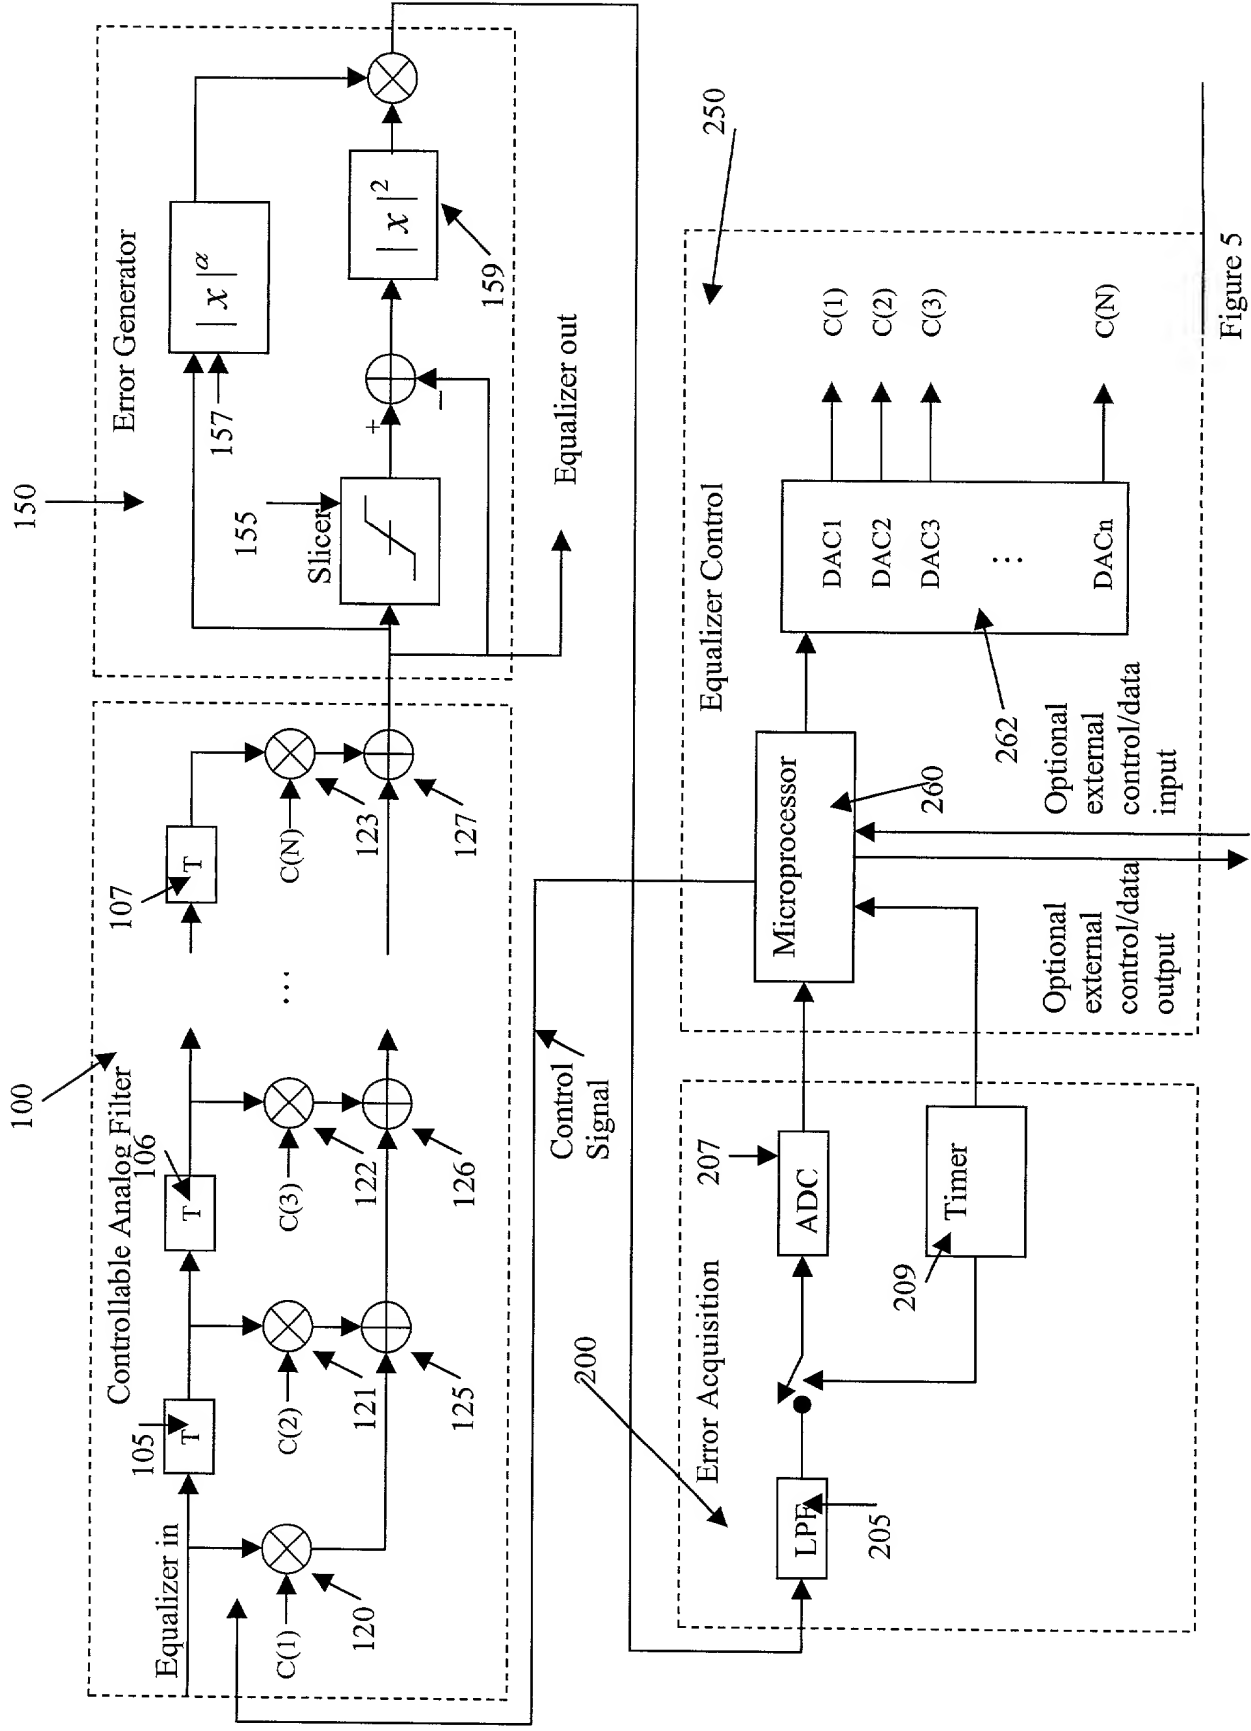 100
Controllable Analog Filter
Equalizer in
105
T
106
T
107
T
C(1)
120
C(2)
121
125
C(3)
122
126
...
C(N)
123
127
150
Error Generator
157
|x|α
155
Slicer
+
−
|x|2
159
Equalizer out
Control
Signal
200
Error Acquisition
LPF
205
207
ADC
209
Timer
250
Equalizer Control
Microprocessor
260
Optional
external
control/data
output
Optional
external
control/data
input
262
DAC1
DAC2
DAC3
...
DACn
C(1)
C(2)
C(3)
C(N)
Figure 5